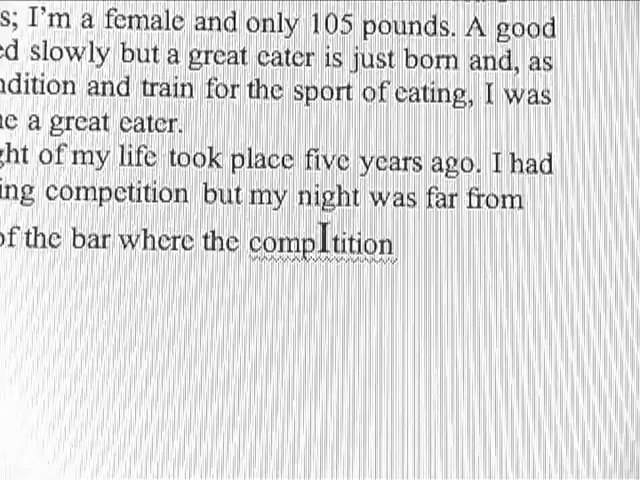 s; I'm a female and only 105 pounds. A good
ed slowly but a great eater is just born and, as
ndition and train for the sport of eating, I was
ne a great eater.
ght of my life took place five years ago. I had
ing competition but my night was far from
of the bar where the compitition